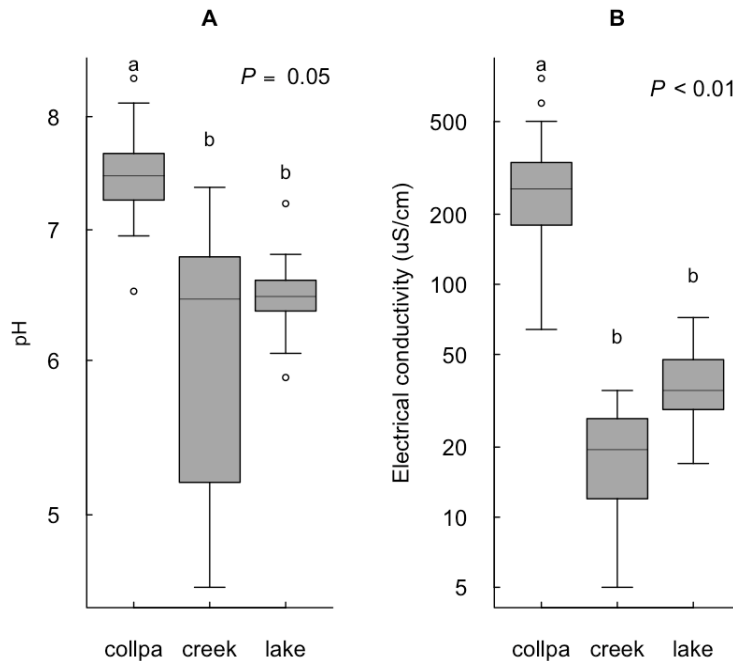 A
P = 0.05
a
b
b
8
7
6
5
pH
collpa creek lake
B
P < 0.01
a
b
b
500
200
100
50
20
10
5
Electrical conductivity (uS/cm)
collpa creek lake